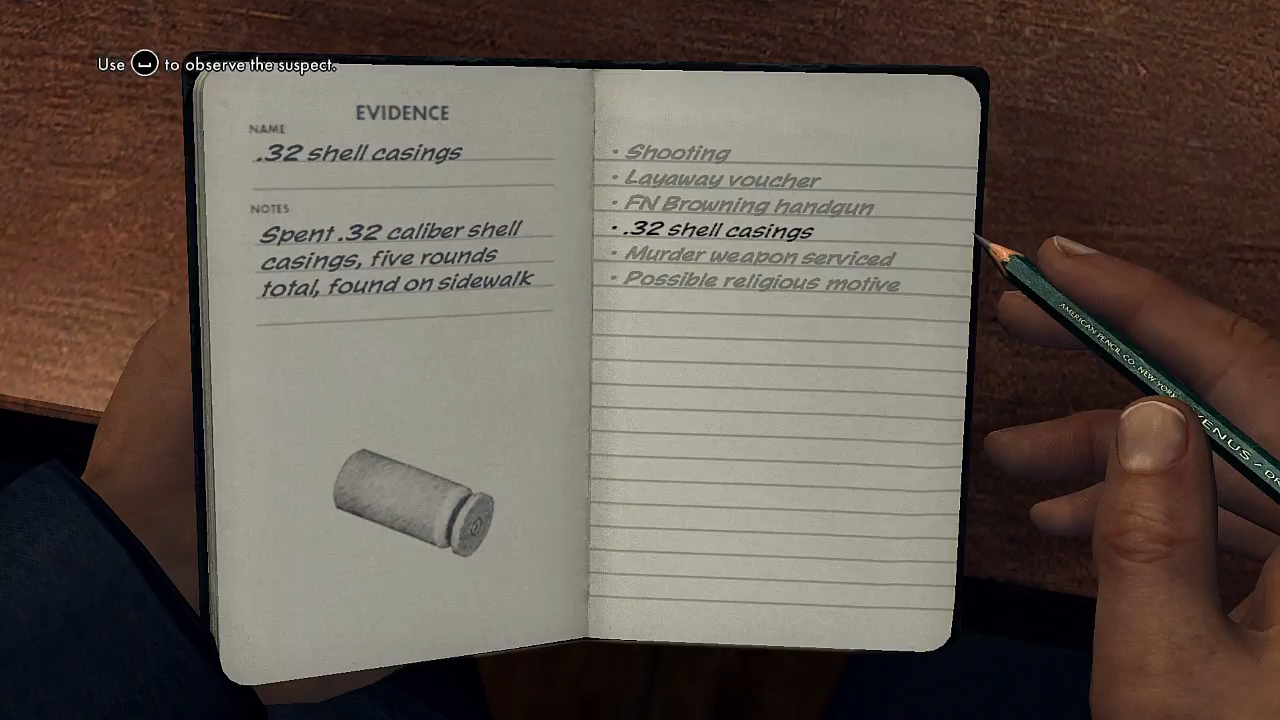 Use to observe the suspect.
EVIDENCE
NAME
.32 shell casings
NOTES
Spent .32 caliber shell
casings, five rounds
total, found on sidewalk
• Shooting
• Layaway voucher
• FN Browning handgun
• .32 shell casings
• Murder weapon serviced
• Possible religious motive
AMERICAN PENCIL CO. NEW YORK
VENUS